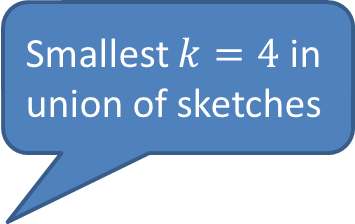 Smallest k = 4 in
union of sketches